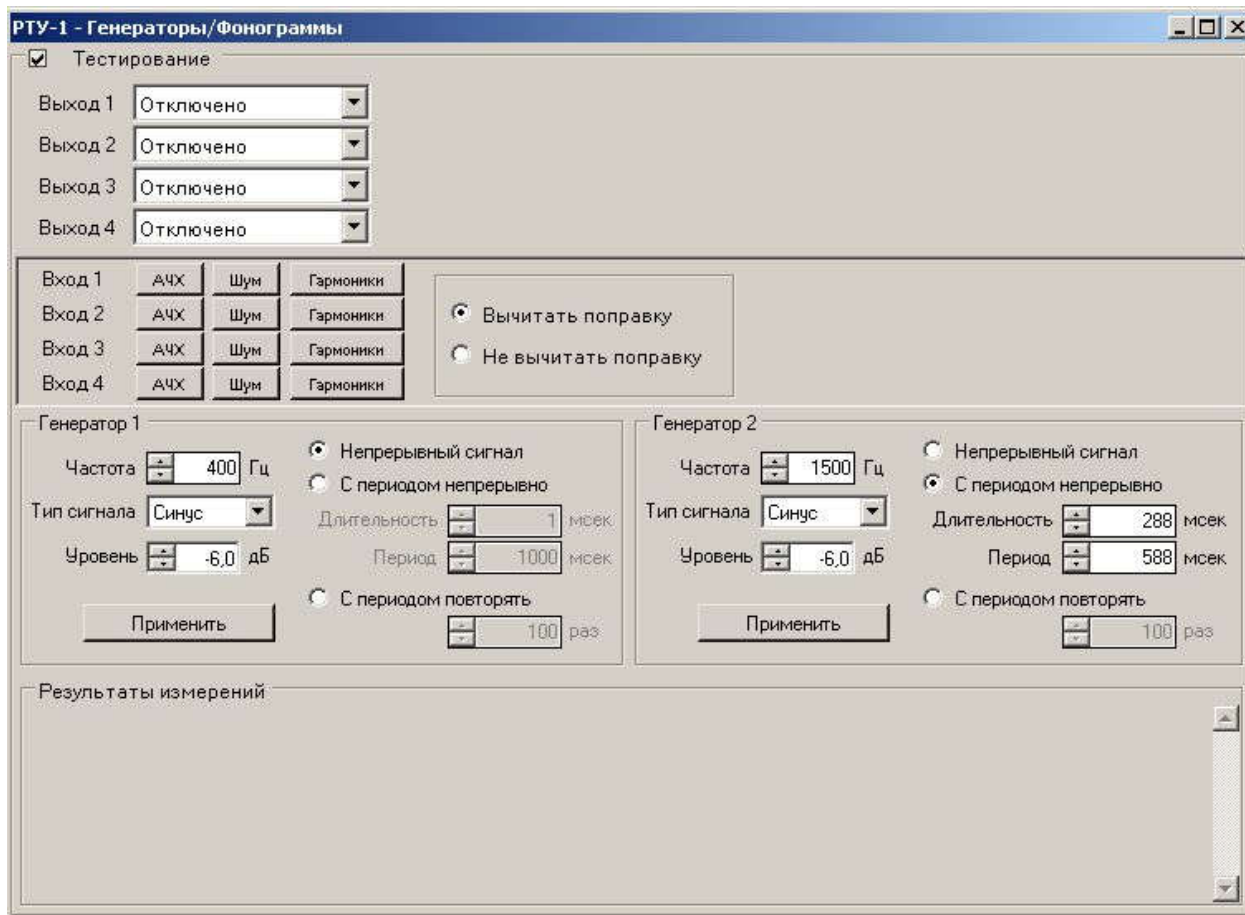 РТУ-1 - Генераторы/Фонограммы
Тестирование
Выход 1 Отключено
Выход 2 Отключено
Выход 3 Отключено
Выход 4 Отключено
Вход 1 АЧХ Шум Гармоники
Вход 2 АЧХ Шум Гармоники
Вход 3 АЧХ Шум Гармоники
Вход 4 АЧХ Шум Гармоники
Вычитать поправку
Не вычитать поправку
Генератор 1
Частота 400 Гц
Тип сигнала Синус
Уровень -6,0 дБ
Применить
Непрерывный сигнал
С периодом непрерывно
Длительность 1 мсек
Период 1000 мсек
С периодом повторять
100 раз
Генератор 2
Частота 1500 Гц
Тип сигнала Синус
Уровень -6,0 дБ
Применить
Непрерывный сигнал
С периодом непрерывно
Длительность 288 мсек
Период 588 мсек
С периодом повторять
100 раз
Результаты измерений